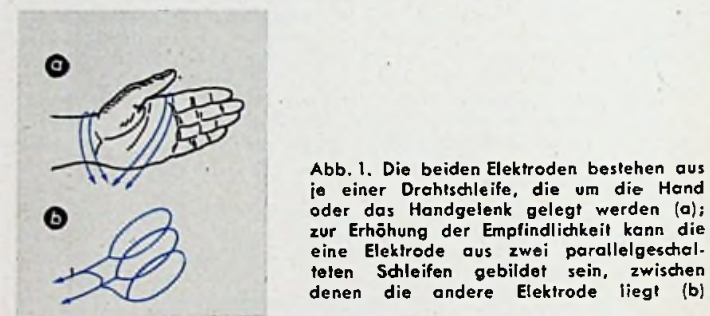 a
Abb. 1. Die beiden Elektroden bestehen aus
je einer Drahtschleife, die um die Hand
oder das Handgelenk gelegt werden (a);
b
zur Erhöhung der Empfindlichkeit kann die
eine Elektrode aus zwei parallelgeschal-
teten Schleifen gebildet sein, zwischen
denen die andere Elektrode liegt (b)